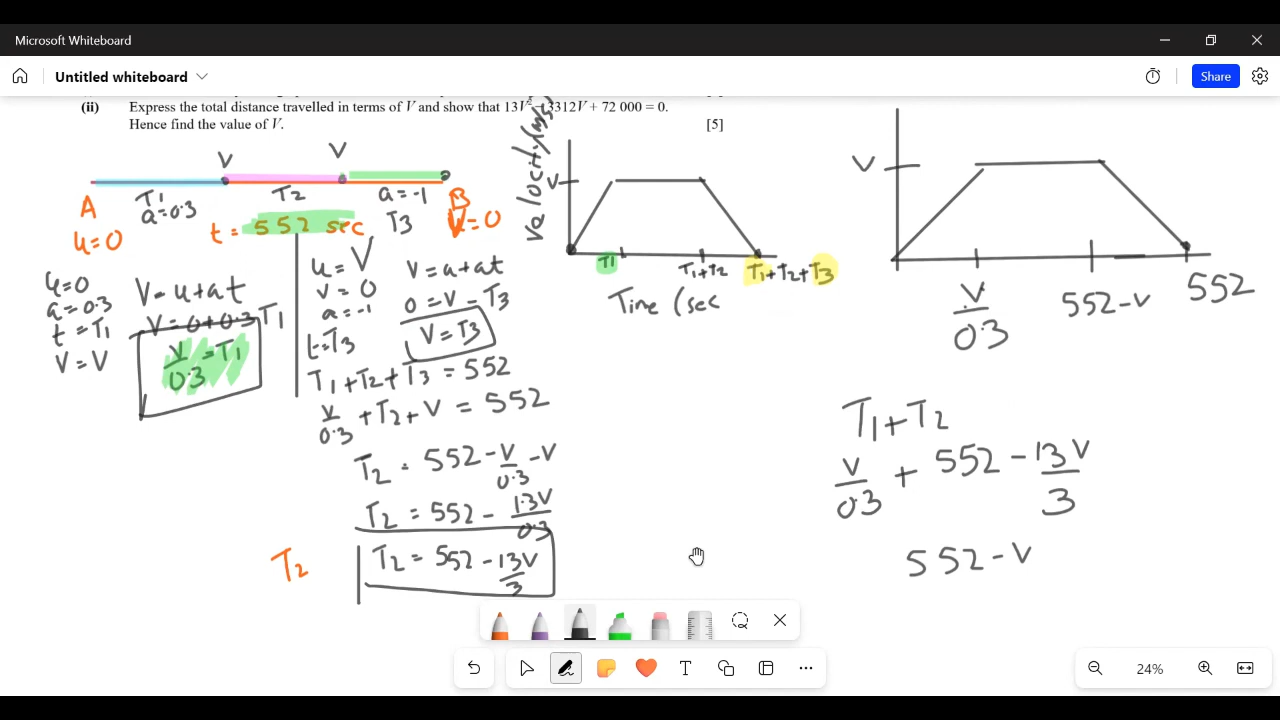 Microsoft Whiteboard
Untitled whiteboard
Share
(ii) Express the total distance travelled in terms of V and show that 13V² – 3312V + 72 000 = 0.
Hence find the value of V. [5]
V V
T1 T2 a = -1
a = 0.3
A B
u = 0 t = 552 sec T3 = 0
u = 0
a = 0.3
t = T1
V = V
V = u + at
V = 0 + 0.3 T1
V/0.3 = T1
u = V
v = 0
a = -1
t = T3
V = u + at
0 = V - T3
V = T3
T1 + T2 + T3 = 552
V/0.3 + T2 + V = 552
T2 = 552 - V/0.3 - V
T2 = 552 - 1.3V/0.3
T2 = 552 - 13V/3
T2
Velocity (m/s)
V
T1 T1+T2 T1+T2+T3
Time (sec
V
V/0.3 552-V 552
T1 + T2
V/0.3 + 552 - 13V/3
552 - V
24%